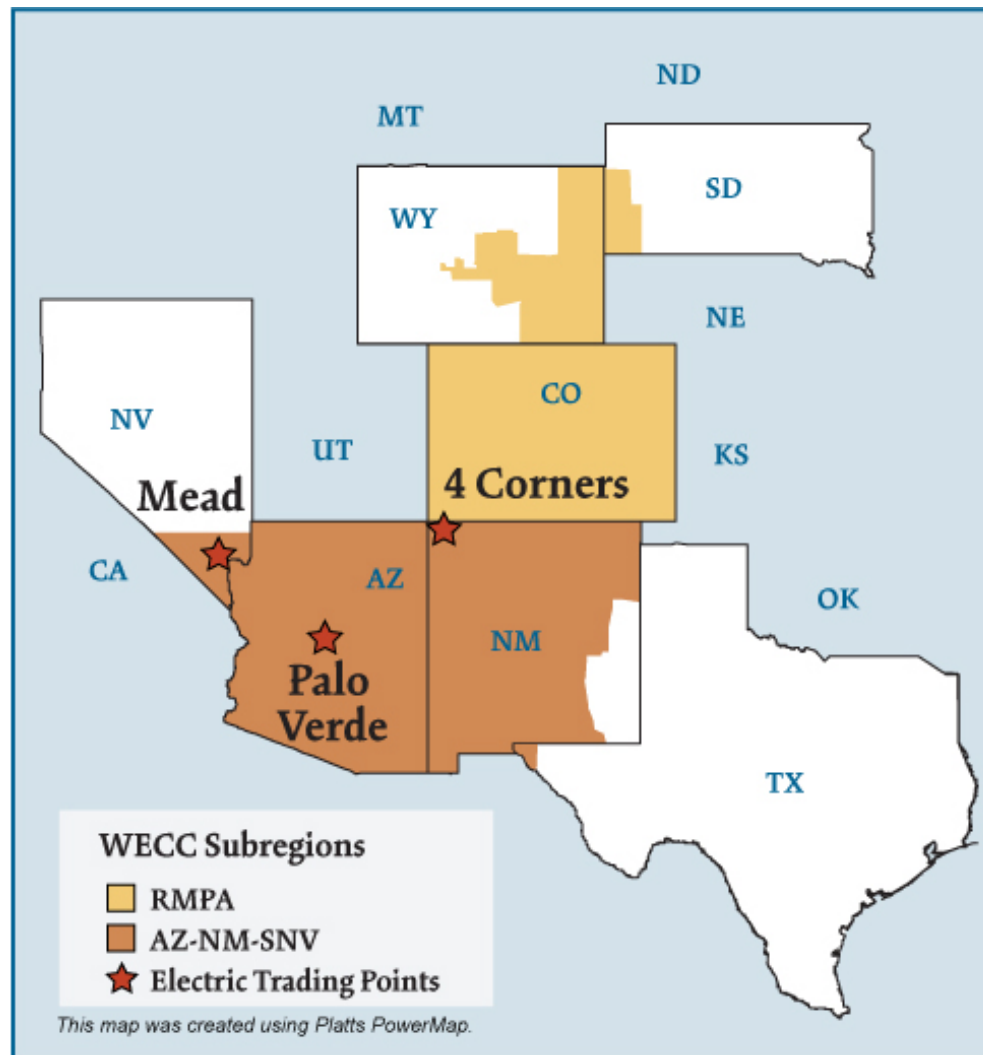 ND
MT
SD
WY
NE
CO
NV
UT
KS
4 Corners
Mead
CA
AZ
OK
NM
Palo
Verde
TX
WECC Subregions
RMPA
AZ-NM-SNV
Electric Trading Points
This map was created using Platts PowerMap.